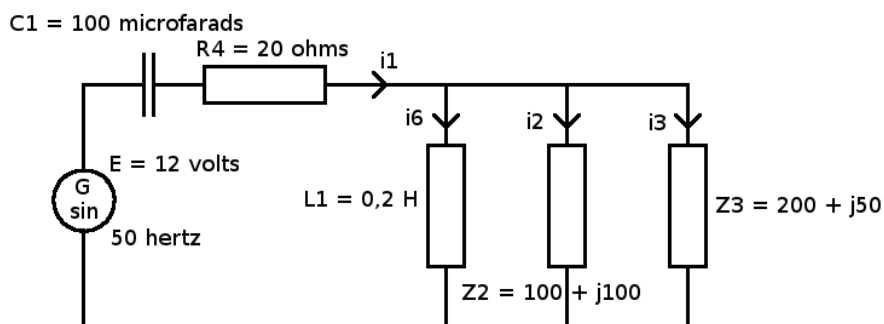 C1 = 100 microfarads
R4 = 20 ohms
i1
i6
i2
i3
E = 12 volts
G
sin
L1 = 0,2 H
Z3 = 200 + j50
50 hertz
Z2 = 100 + j100